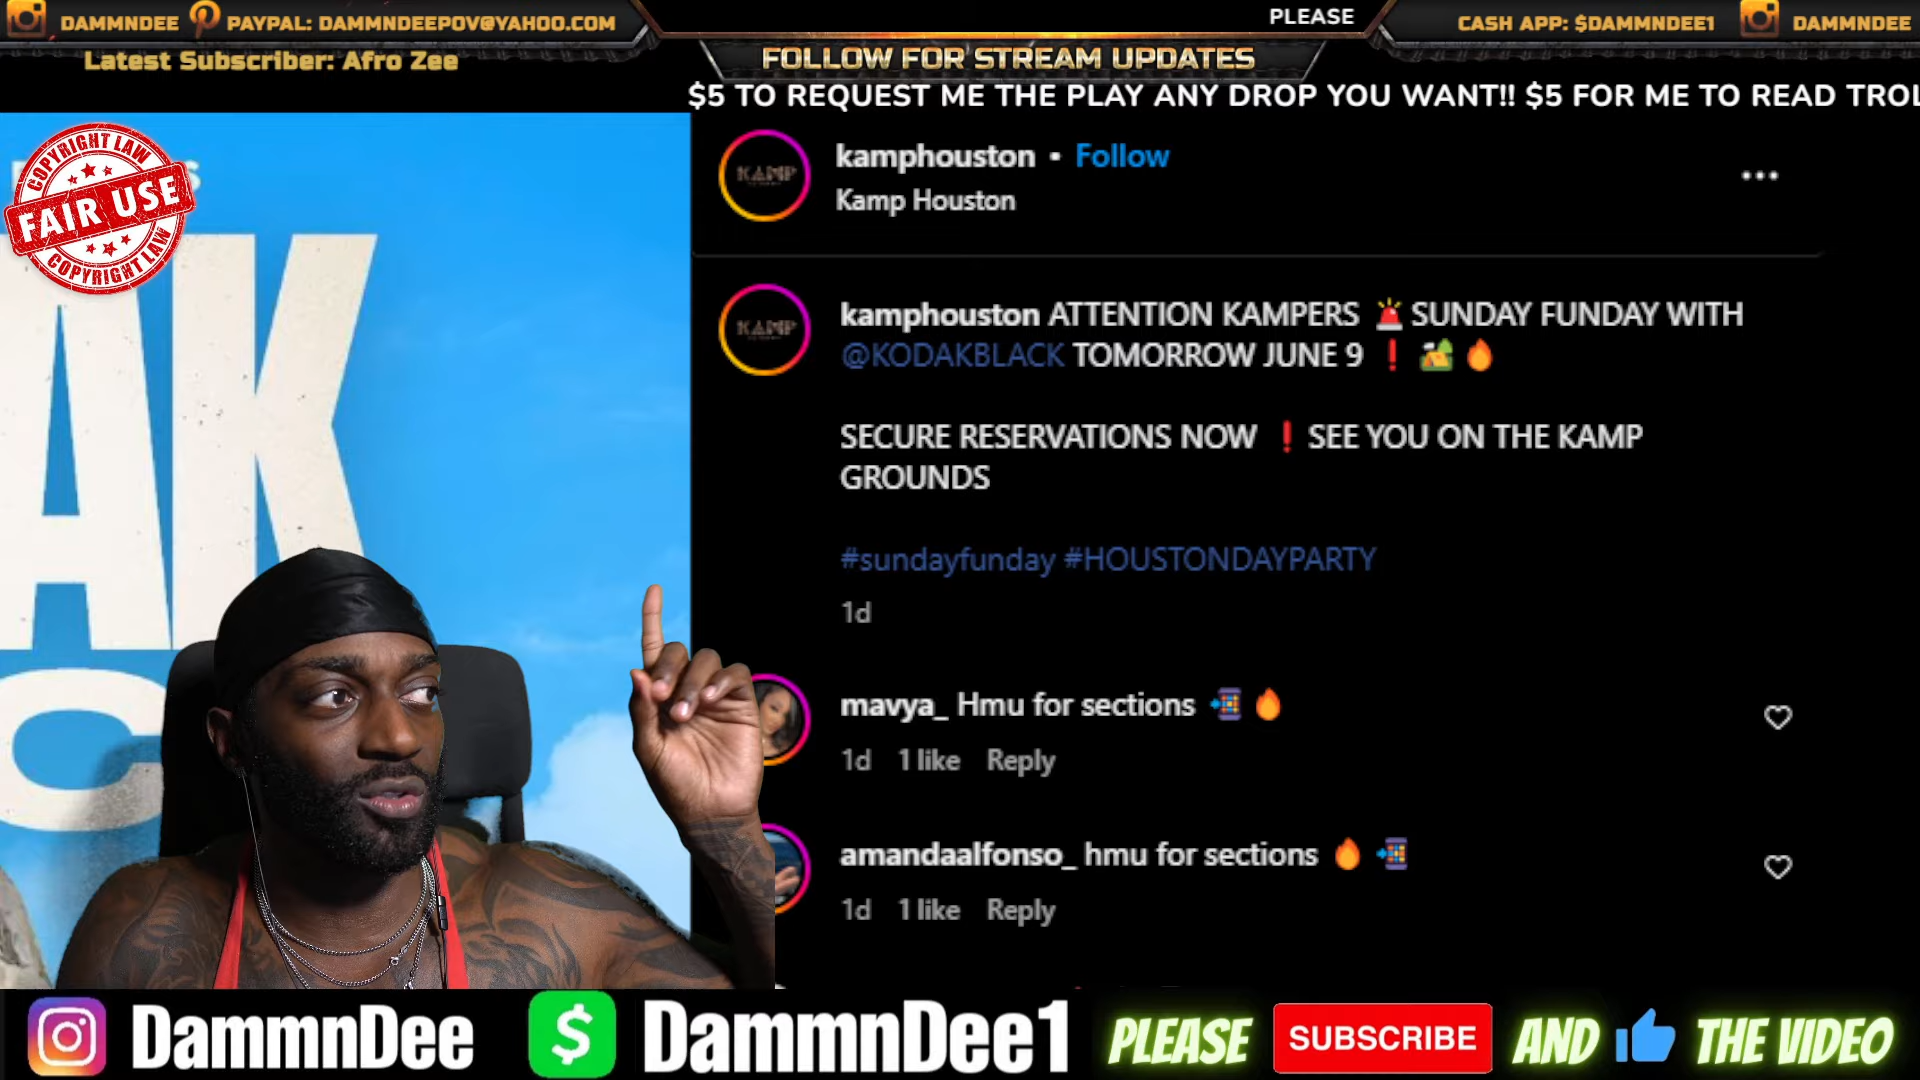 DAMMNDEE
PAYPAL: DAMMNDEEPOV@YAHOO.COM
PLEASE
CASH APP: $DAMMNDEE1
DAMMNDEE
Latest Subscriber: Afro Zee
FOLLOW FOR STREAM UPDATES
$5 TO REQUEST ME THE PLAY ANY DROP YOU WANT!! $5 FOR ME TO READ TROL
COPYRIGHT LAW
FAIR USE
COPYRIGHT LAW
AK
C
KAMP
kamphouston • Follow
Kamp Houston
KAMP
kamphouston ATTENTION KAMPERS 🚨 SUNDAY FUNDAY WITH
@KODAKBLACK TOMORROW JUNE 9 ❗ 🏕️ 🔥
SECURE RESERVATIONS NOW ❗ SEE YOU ON THE KAMP
GROUNDS
#sundayfunday #HOUSTONDAYPARTY
1d
mavya_ Hmu for sections 📲 🔥
1d 1 like Reply
amandaalfonso_ hmu for sections 🔥 📲
1d 1 like Reply
DammnDee
$
DammnDee1
PLEASE
SUBSCRIBE
AND 👍 THE VIDEO